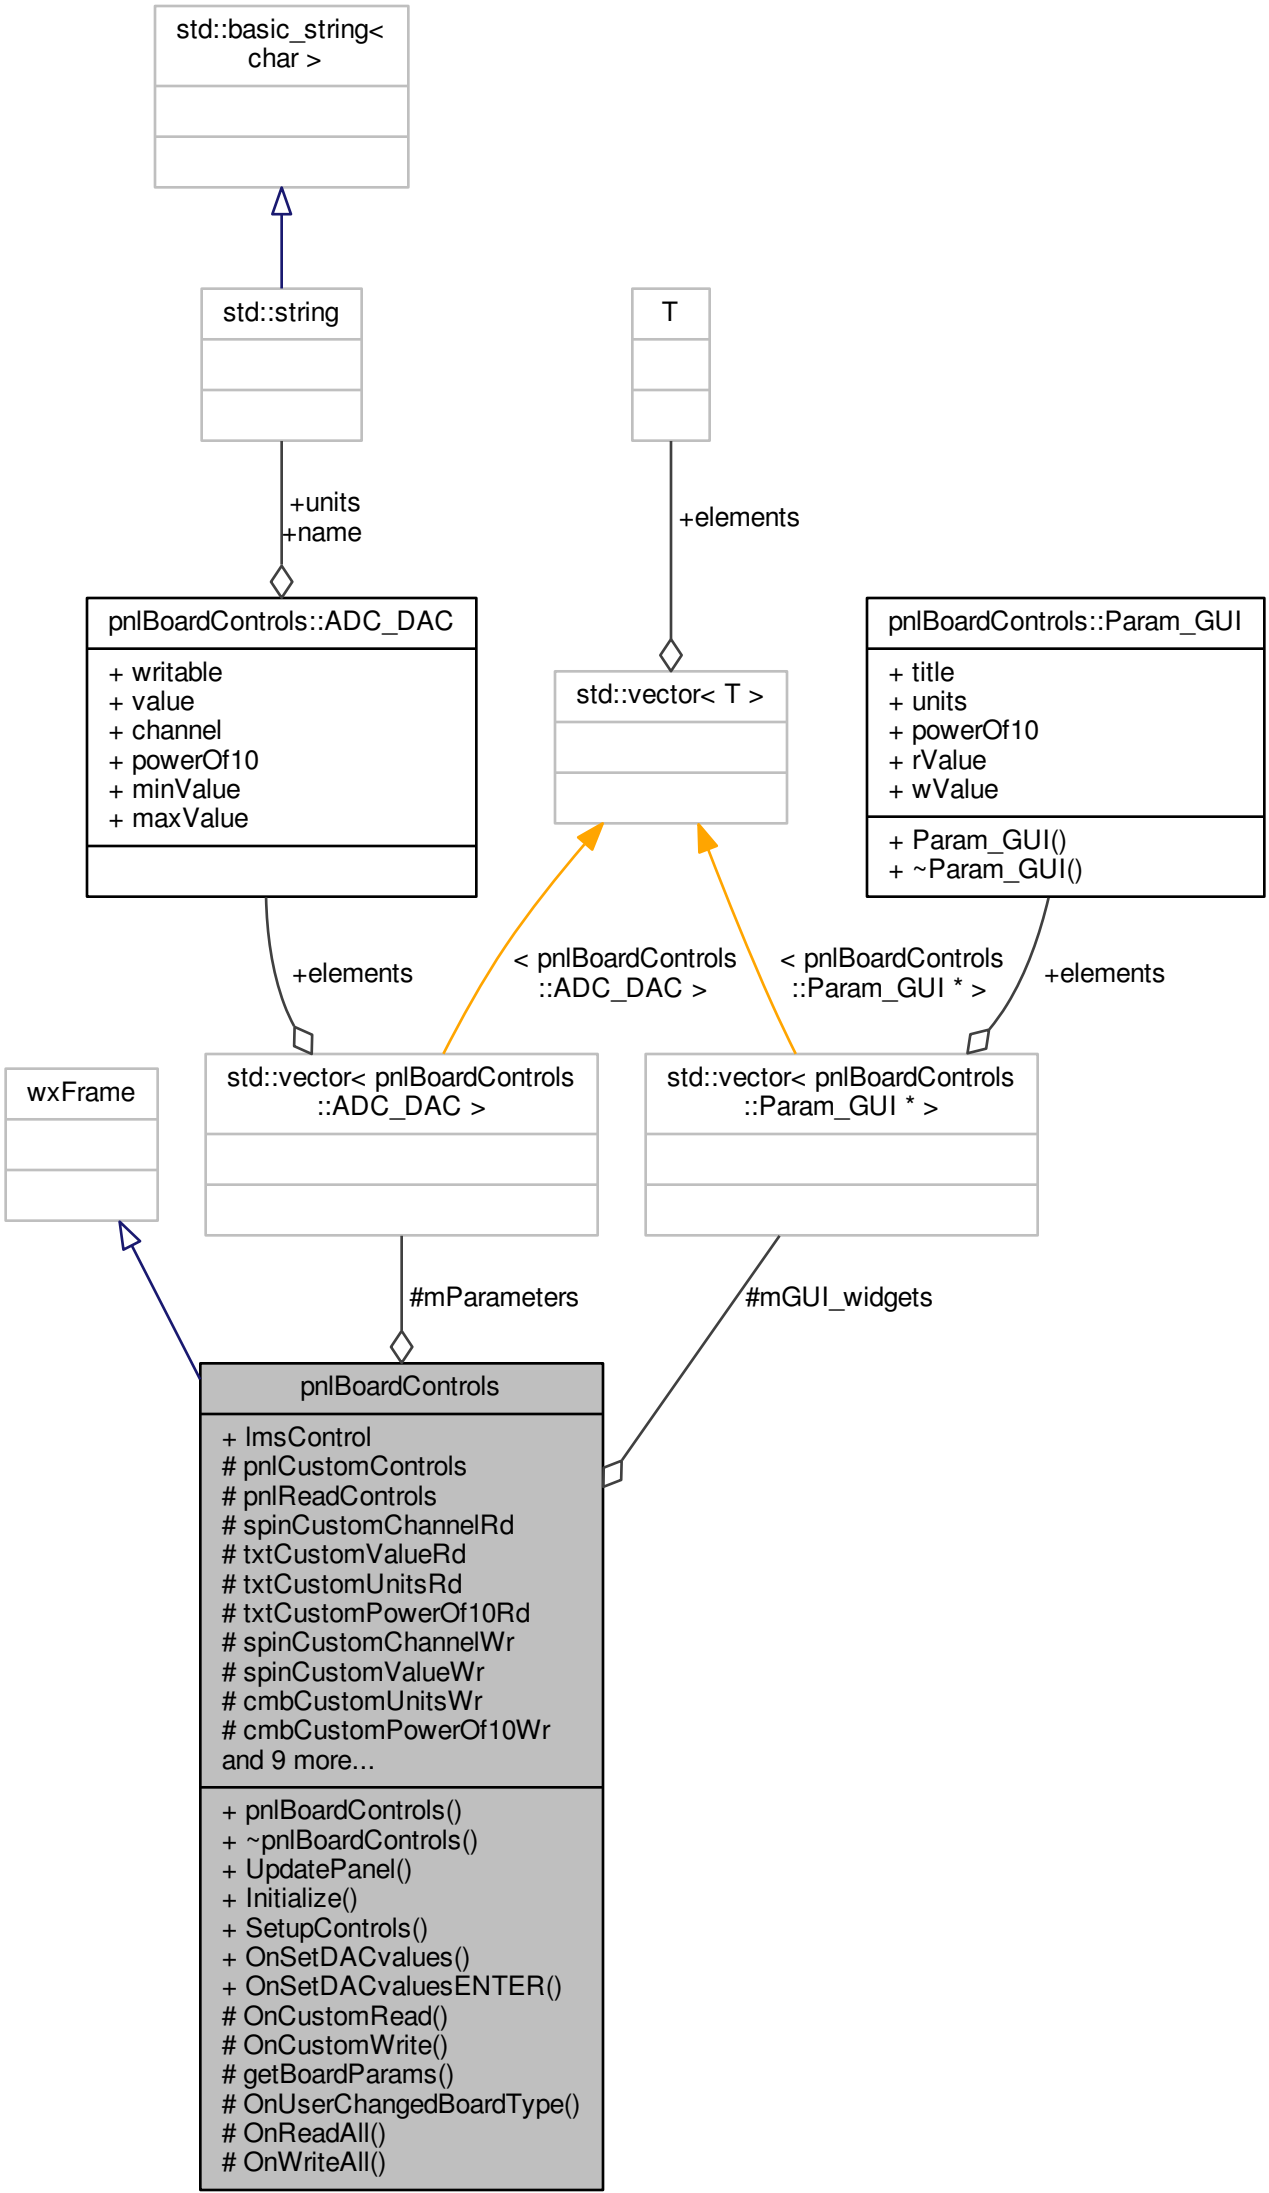 std::basic_string<
char >
std::string
T
+units
+name
+elements
pnlBoardControls::ADC_DAC
+ writable
+ value
+ channel
+ powerOf10
+ minValue
+ maxValue
std::vector< T >
pnlBoardControls::Param_GUI
+ title
+ units
+ powerOf10
+ rValue
+ wValue
+ Param_GUI()
+ ~Param_GUI()
+elements
< pnlBoardControls
::ADC_DAC >
< pnlBoardControls
::Param_GUI * >
+elements
wxFrame
std::vector< pnlBoardControls
::ADC_DAC >
std::vector< pnlBoardControls
::Param_GUI * >
#mParameters
#mGUI_widgets
pnlBoardControls
+ lmsControl
# pnlCustomControls
# pnlReadControls
# spinCustomChannelRd
# txtCustomValueRd
# txtCustomUnitsRd
# txtCustomPowerOf10Rd
# spinCustomChannelWr
# spinCustomValueWr
# cmbCustomUnitsWr
# cmbCustomPowerOf10Wr
and 9 more...
+ pnlBoardControls()
+ ~pnlBoardControls()
+ UpdatePanel()
+ Initialize()
+ SetupControls()
+ OnSetDACvalues()
+ OnSetDACvaluesENTER()
# OnCustomRead()
# OnCustomWrite()
# getBoardParams()
# OnUserChangedBoardType()
# OnReadAll()
# OnWriteAll()